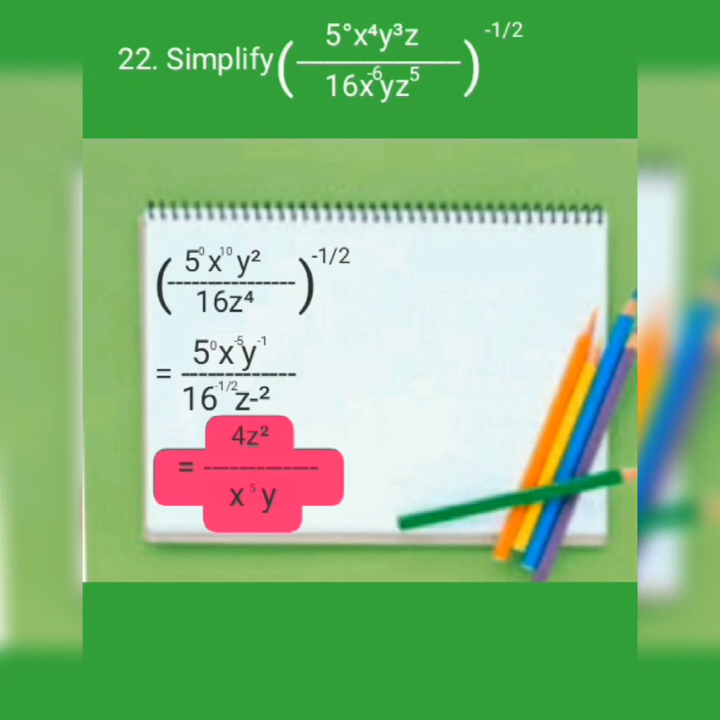 22. Simplify ( 5°x⁴y³z / 16x⁻⁶yz⁵ )⁻¹/²
( 5⁰x¹⁰y² / 16z⁴ )⁻¹/²
= 5⁰x⁻⁵y⁻¹ / 16⁻¹/²z-²
= 4z² / x⁵y